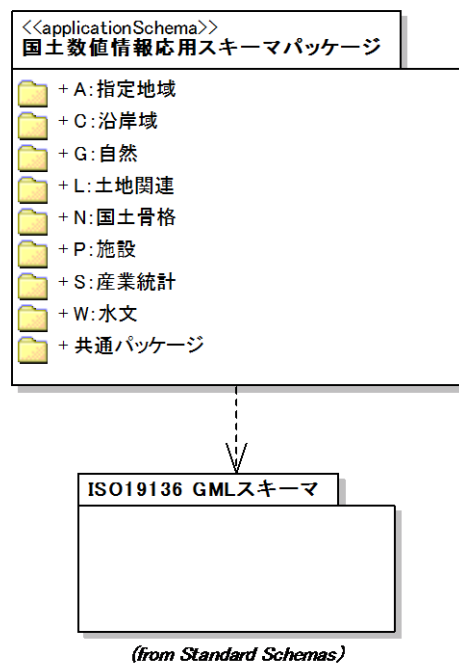 <<applicationSchema>>
国土数値情報応用スキーマパッケージ
+ A:指定地域
+ C:沿岸域
+ G:自然
+ L:土地関連
+ N:国土骨格
+ P:施設
+ S:産業統計
+ W:水文
+ 共通パッケージ
ISO19136 GMLスキーマ
(from Standard Schemas)